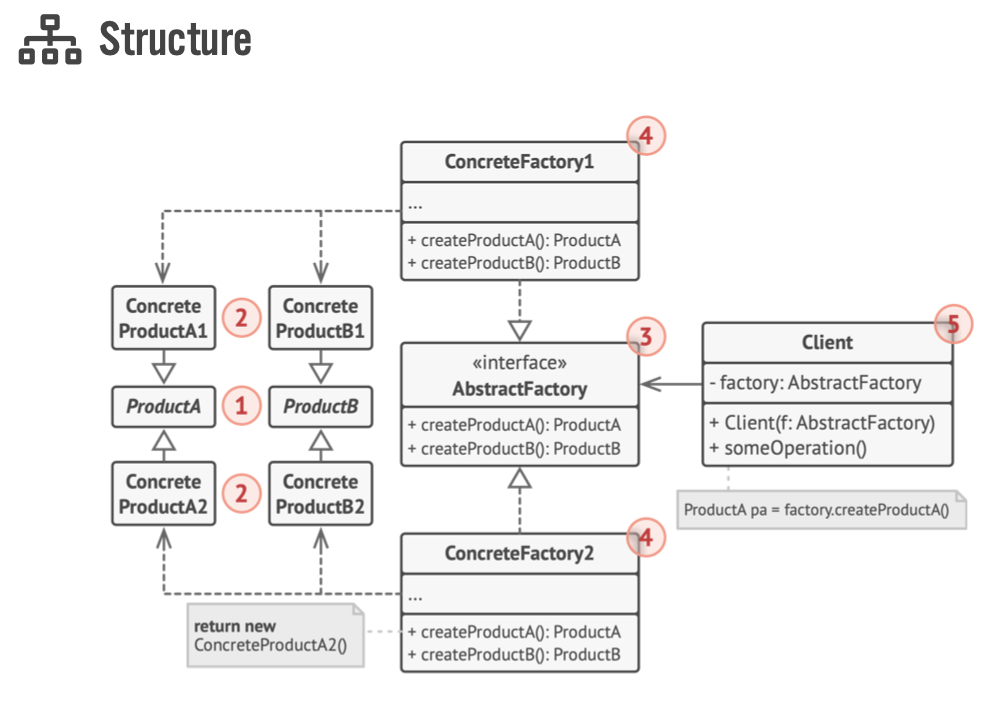 Structure
4
ConcreteFactory1
...
+ createProductA(): ProductA
+ createProductB(): ProductB
Concrete
ProductA1
2
Concrete
ProductB1
3
«interface»
AbstractFactory
+ createProductA(): ProductA
+ createProductB(): ProductB
5
Client
- factory: AbstractFactory
+ Client(f: AbstractFactory)
+ someOperation()
ProductA
1
ProductB
Concrete
ProductA2
2
Concrete
ProductB2
ProductA pa = factory.createProductA()
4
ConcreteFactory2
...
+ createProductA(): ProductA
+ createProductB(): ProductB
return new
ConcreteProductA2()